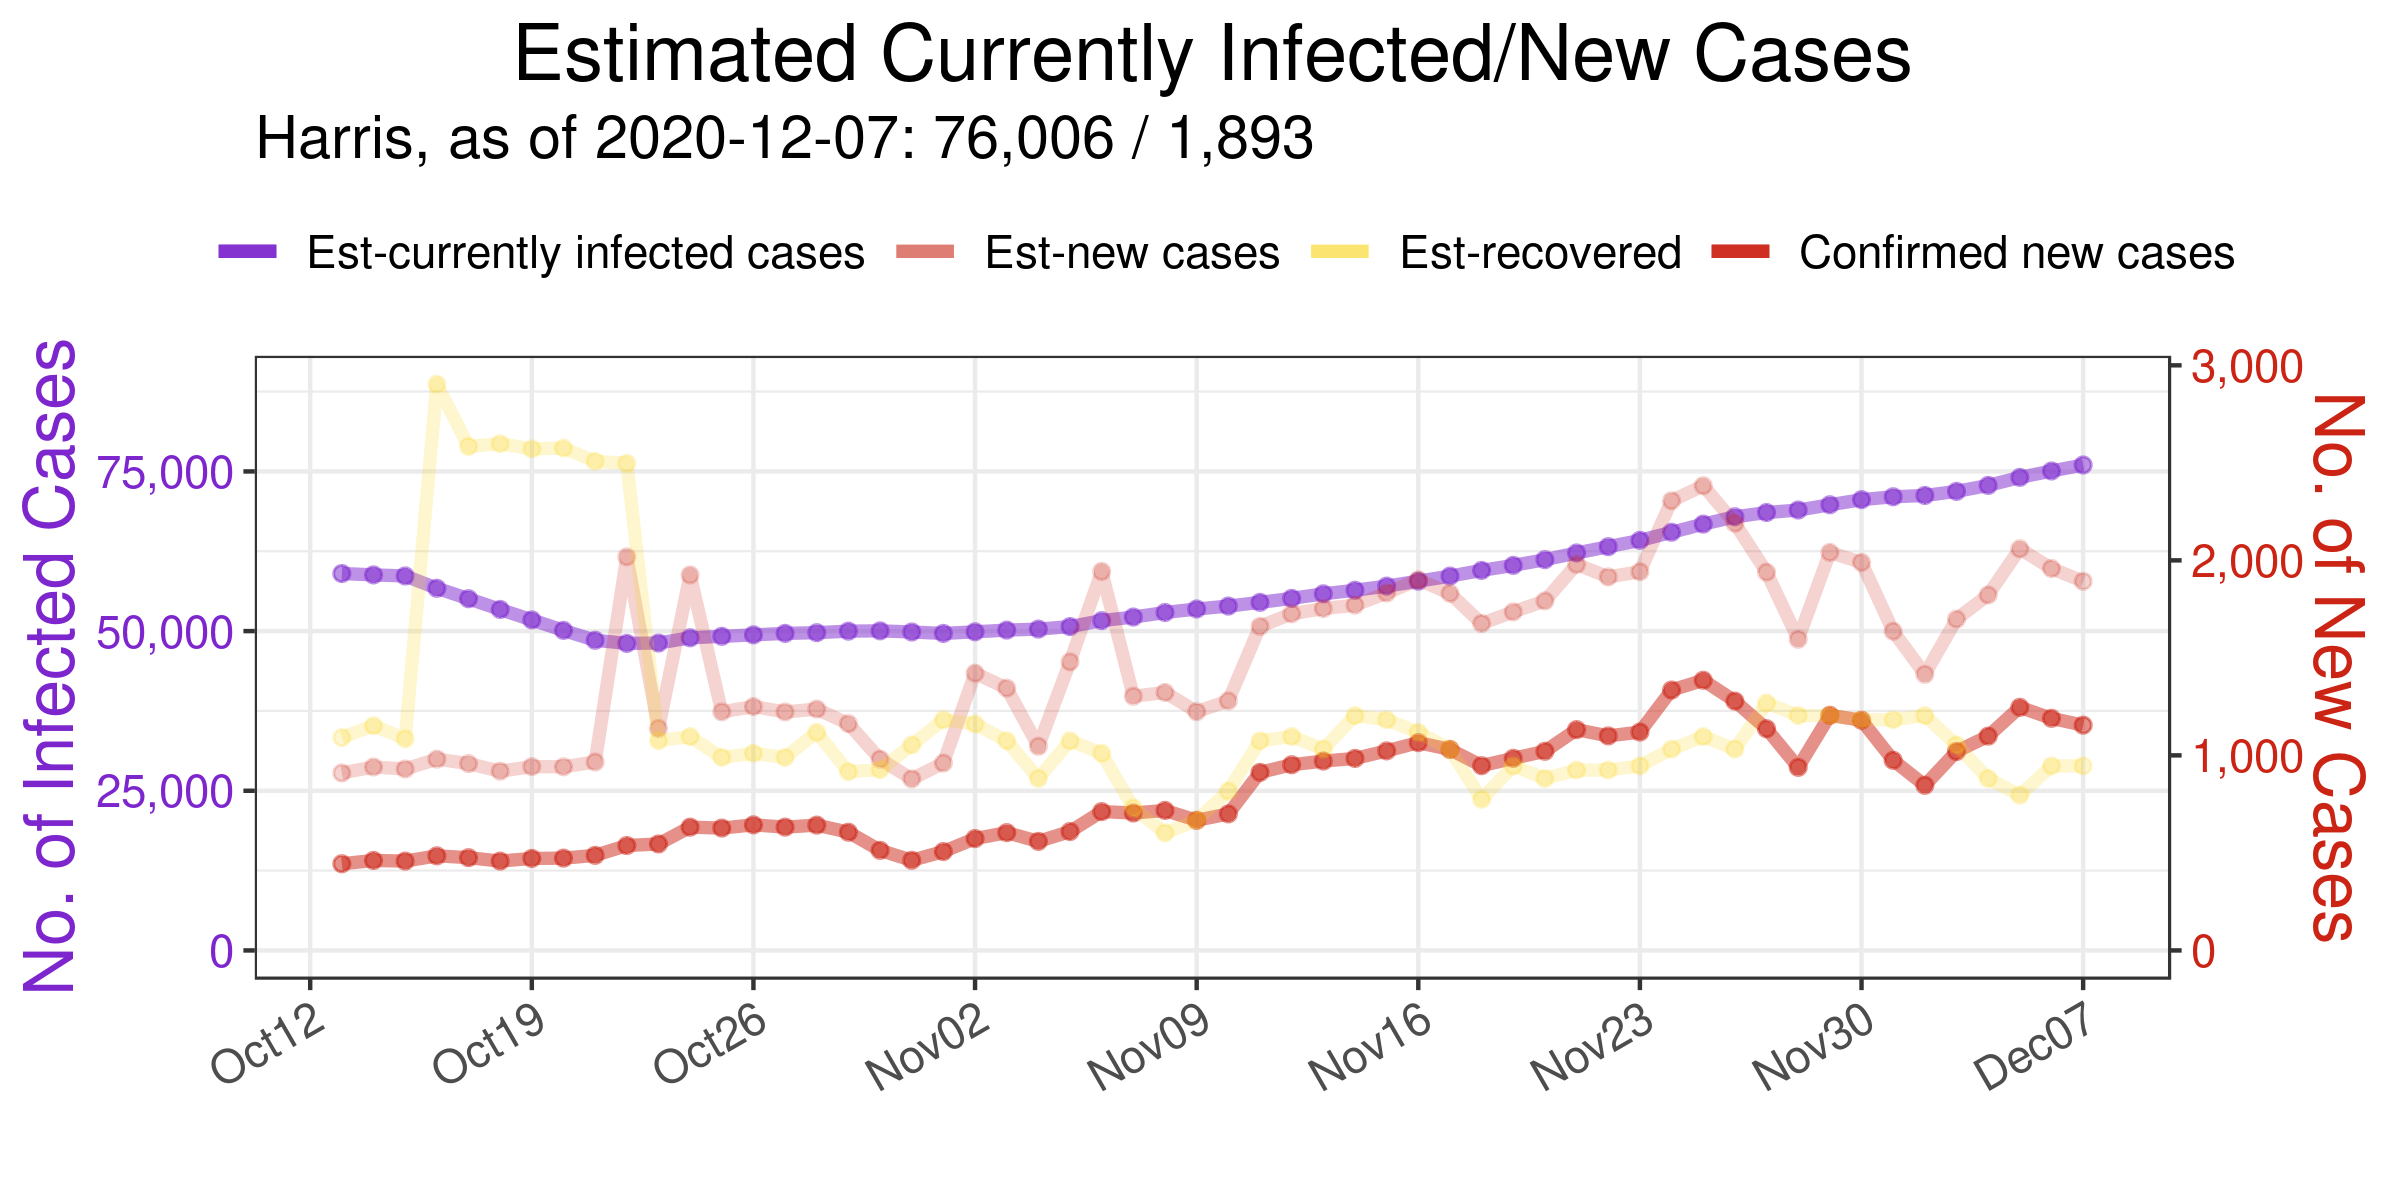 Estimated Currently Infected/New Cases
Harris, as of 2020-12-07: 76,006 / 1,893
Est-currently infected cases Est-new cases Est-recovered Confirmed new cases
No. of Infected Cases
75,000
50,000
25,000
0
3,000
2,000
1,000
0
No. of New Cases
Oct12 Oct19 Oct26 Nov02 Nov09 Nov16 Nov23 Nov30 Dec07